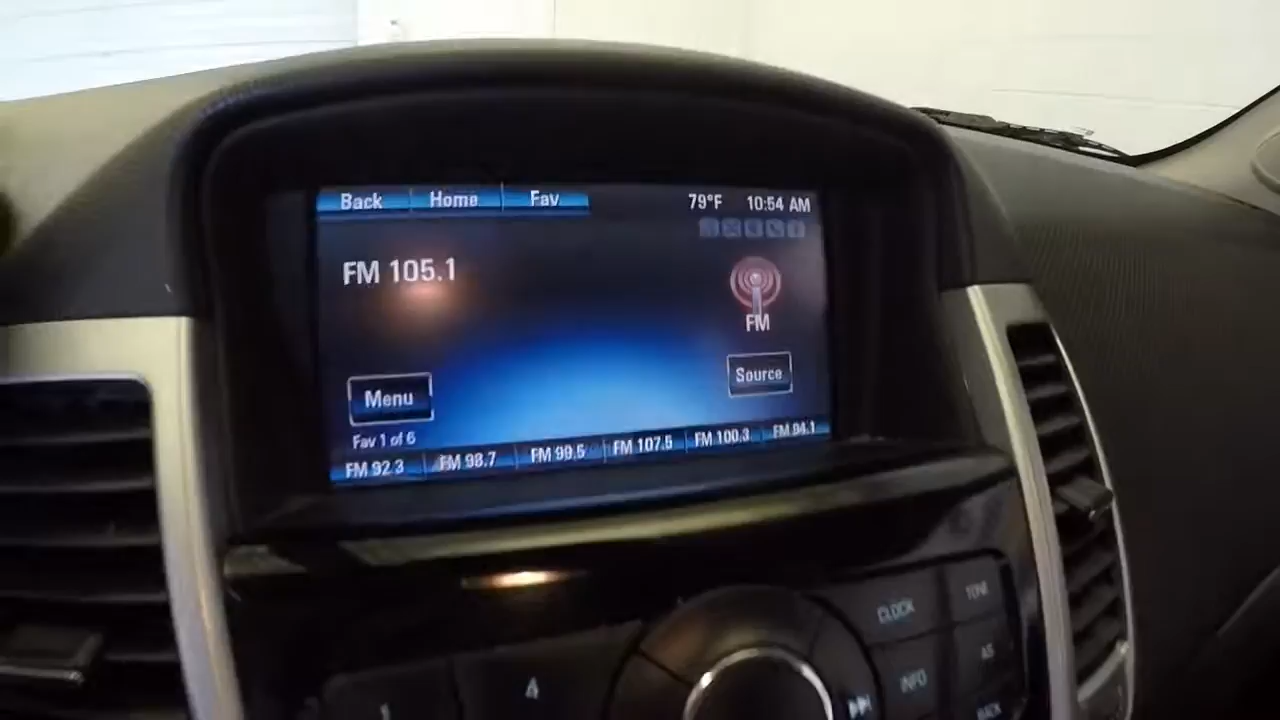 Back Home Fav 79°F 10:54 AM
FM 105.1
FM
Menu Source
Fav 1 of 6
FM 92.3 FM 98.7 FM 99.5 FM 107.5 FM 100.3 FM 94.1
CLOCK TONE
4 INFO AS
1 BACK